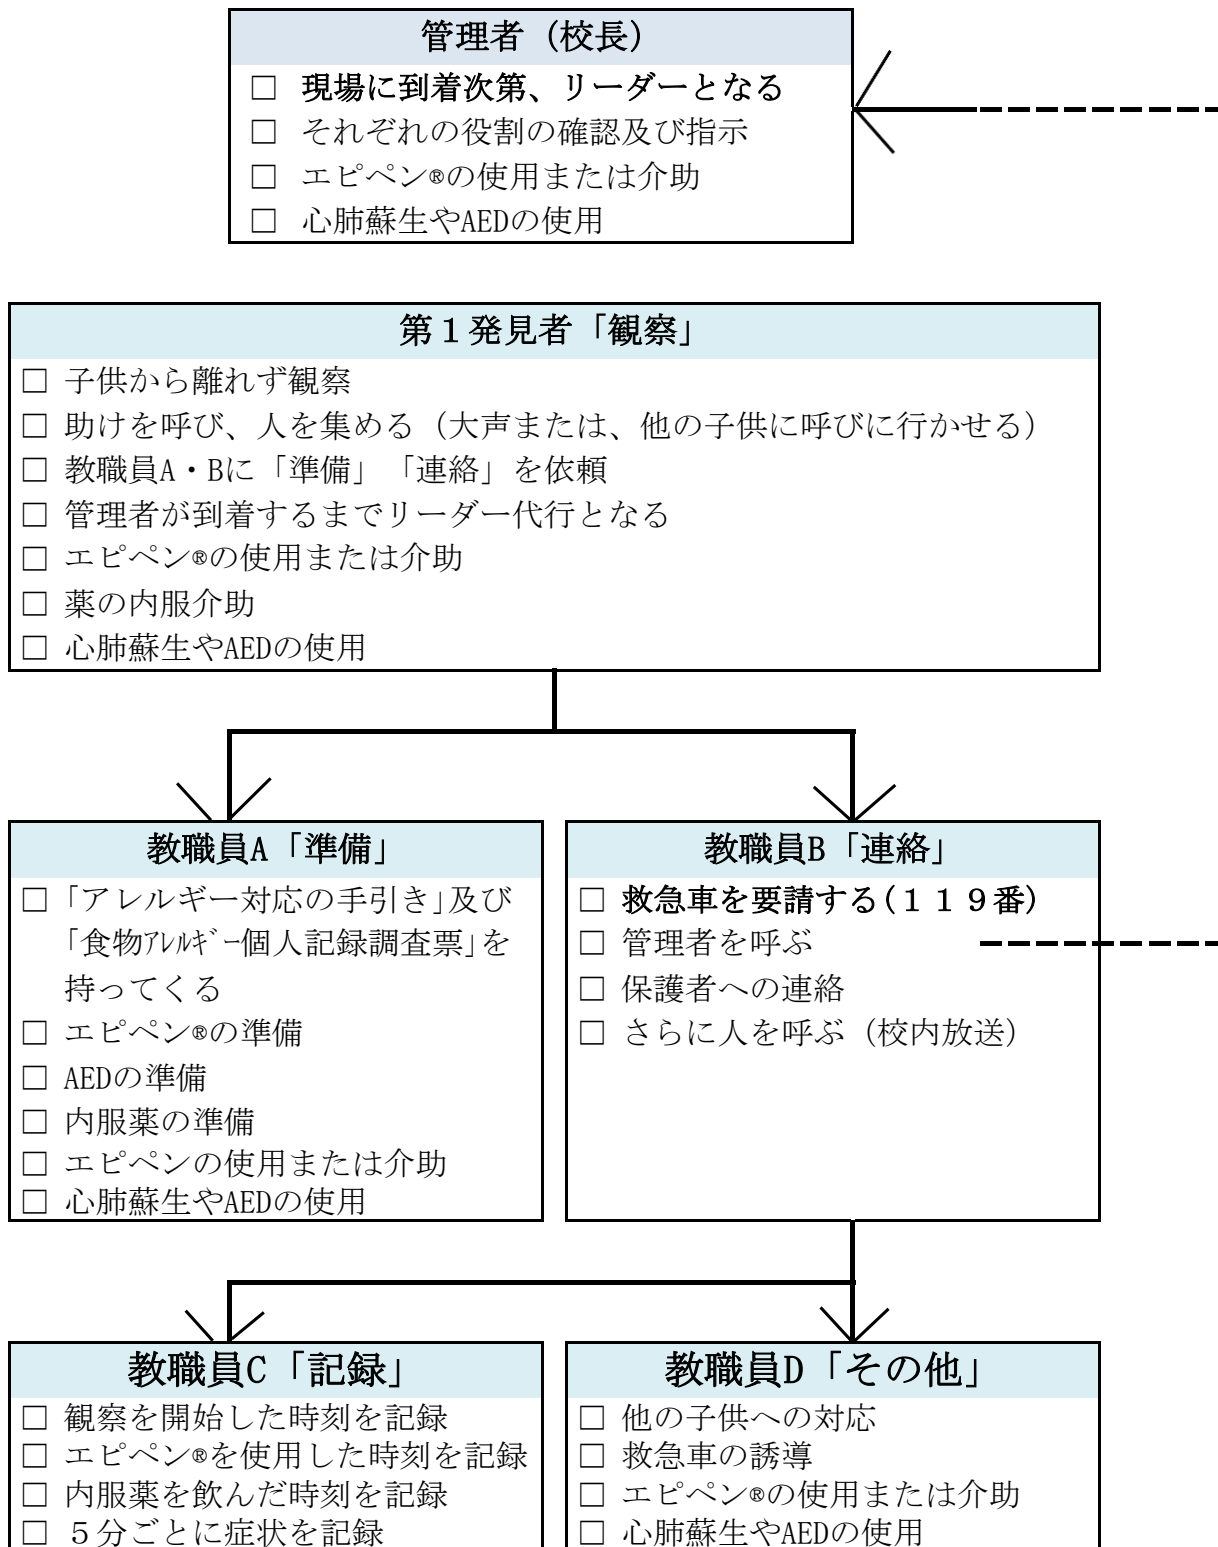 管理者（校長）
□ 現場に到着次第、リーダーとなる
□ それぞれの役割の確認及び指示
□ エピペン®の使用または介助
□ 心肺蘇生やAEDの使用
第１発見者「観察」
□ 子供から離れず観察
□ 助けを呼び、人を集める（大声または、他の子供に呼びに行かせる）
□ 教職員A・Bに「準備」「連絡」を依頼
□ 管理者が到着するまでリーダー代行となる
□ エピペン®の使用または介助
□ 薬の内服介助
□ 心肺蘇生やAEDの使用
教職員A「準備」
□「アレルギー対応の手引き」及び
「食物ｱﾚﾙｷﾞｰ個人記録調査票」を
持ってくる
□ エピペン®の準備
□ AEDの準備
□ 内服薬の準備
□ エピペンの使用または介助
□ 心肺蘇生やAEDの使用
教職員B「連絡」
□ 救急車を要請する(１１９番)
□ 管理者を呼ぶ
□ 保護者への連絡
□ さらに人を呼ぶ（校内放送）
教職員C「記録」
□ 観察を開始した時刻を記録
□ エピペン®を使用した時刻を記録
□ 内服薬を飲んだ時刻を記録
□ ５分ごとに症状を記録
教職員D「その他」
□ 他の子供への対応
□ 救急車の誘導
□ エピペン®の使用または介助
□ 心肺蘇生やAEDの使用